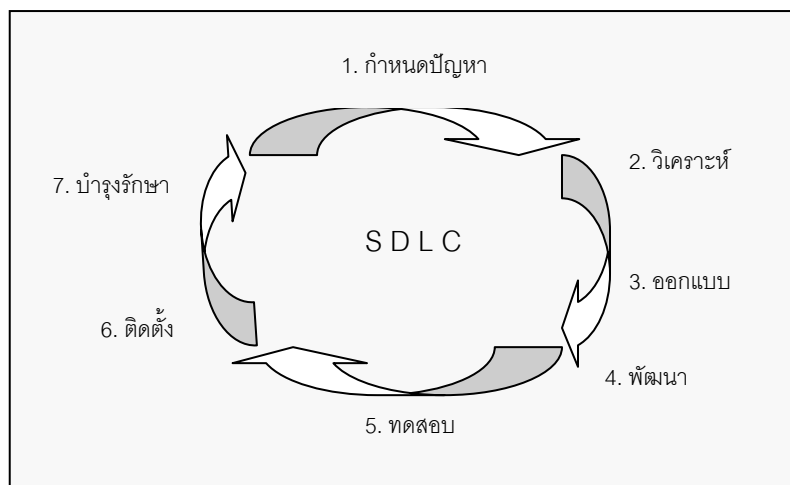 1. กำหนดปัญหา
2. วิเคราะห์
7. บำรุงรักษา
S D L C
3. ออกแบบ
6. ติดตั้ง
4. พัฒนา
5. ทดสอบ